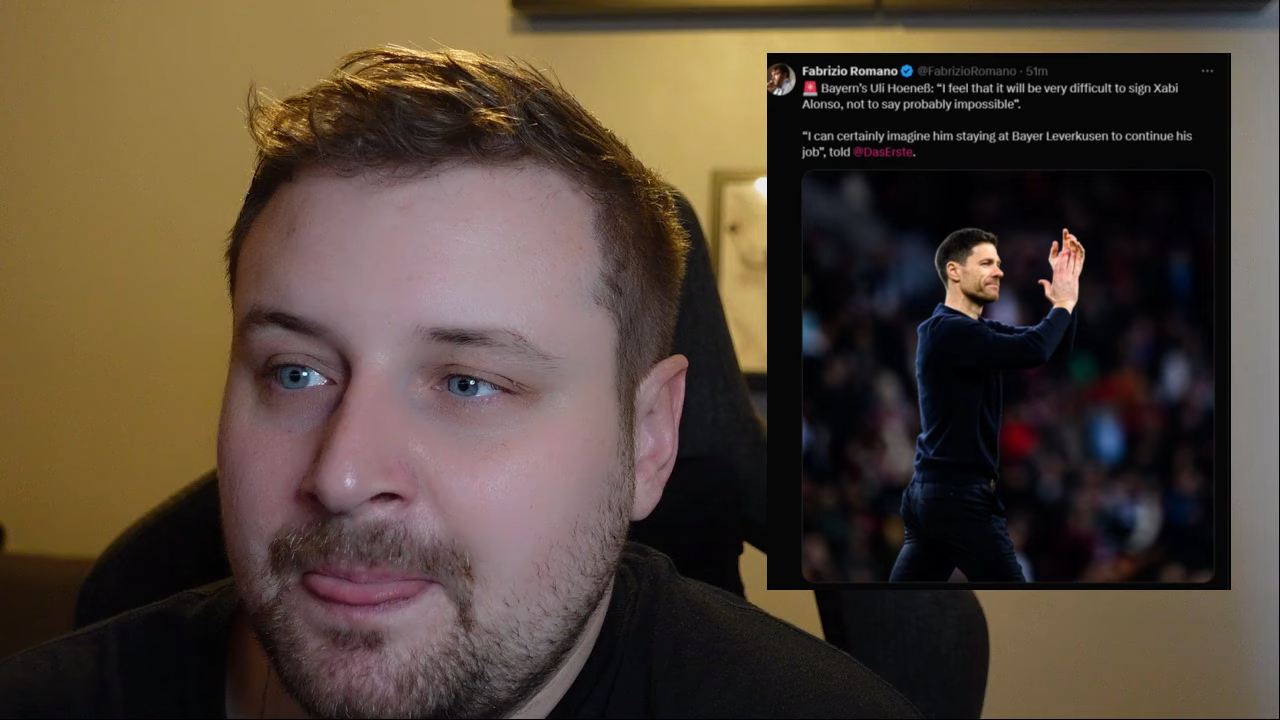 Fabrizio Romano @FabrizioRomano · 51m
🚨 Bayern's Uli Hoeneß: “I feel that it will be very difficult to sign Xabi
Alonso, not to say probably impossible”.
“I can certainly imagine him staying at Bayer Leverkusen to continue his
job”, told @DasErste.